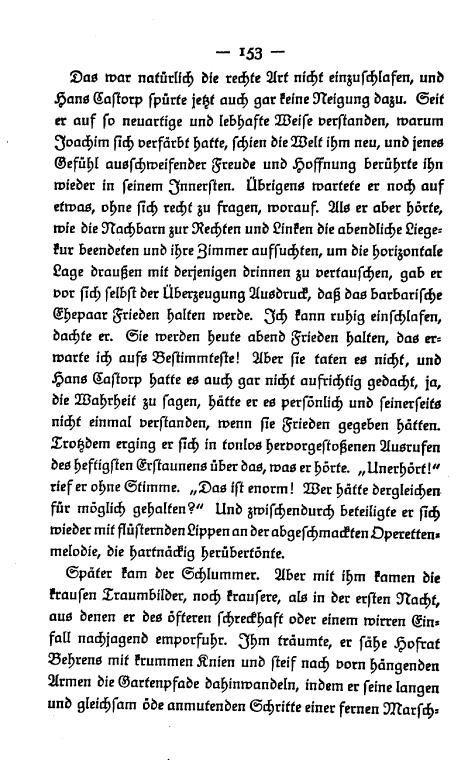 — 153 —
Das war natürlich die rechte Art nicht einzuschlafen, und
Hans Castorp spürte jetzt auch gar keine Neigung dazu. Seit
er auf so neuartige und lebhafte Weise verstanden, warum
Joachim sich verfärbt hatte, schien die Welt ihm neu, und jenes
Gefühl ausschweifender Freude und Hoffnung berührte ihn
wieder in seinem Innersten. Übrigens wartete er noch auf
etwas, ohne sich recht zu fragen, worauf. Als er aber hörte,
wie die Nachbarn zur Rechten und Linken die abendliche Liege-
kur beendeten und ihre Zimmer aufsuchten, um die horizontale
Lage draußen mit derjenigen drinnen zu vertauschen, gab er
vor sich selbst der Überzeugung Ausdruck, daß das barbarische
Ehepaar Frieden halten werde. Ich kann ruhig einschlafen,
dachte er. Sie werden heute abend Frieden halten, das er-
warte ich aufs Bestimmteste! Aber sie taten es nicht, und
Hans Castorp hatte es auch gar nicht aufrichtig gedacht, ja,
die Wahrheit zu sagen, hätte er es persönlich und seinerseits
nicht einmal verstanden, wenn sie Frieden gegeben hätten.
Trotzdem erging er sich in tonlos hervorgestoßenen Ausrufen
des heftigsten Erstaunens über das, was er hörte. „Unerhört!“
rief er ohne Stimme. „Das ist enorm! Wer hätte dergleichen
für möglich gehalten?“ Und zwischendurch beteiligte er sich
wieder mit flüsternden Lippen an der abgeschmackten Operetten-
melodie, die hartnäckig herübertönte.
Später kam der Schlummer. Aber mit ihm kamen die
krausen Traumbilder, noch krausere, als in der ersten Nacht,
aus denen er des öfteren schreckhaft oder einem wirren Ein-
fall nachjagend emporfuhr. Ihm träumte, er sähe Hofrat
Behrens mit krummen Knien und steif nach vorn hängenden
Armen die Gartenpfade dahinwandeln, indem er seine langen
und gleichsam öde anmutenden Schritte einer fernen Marsch-